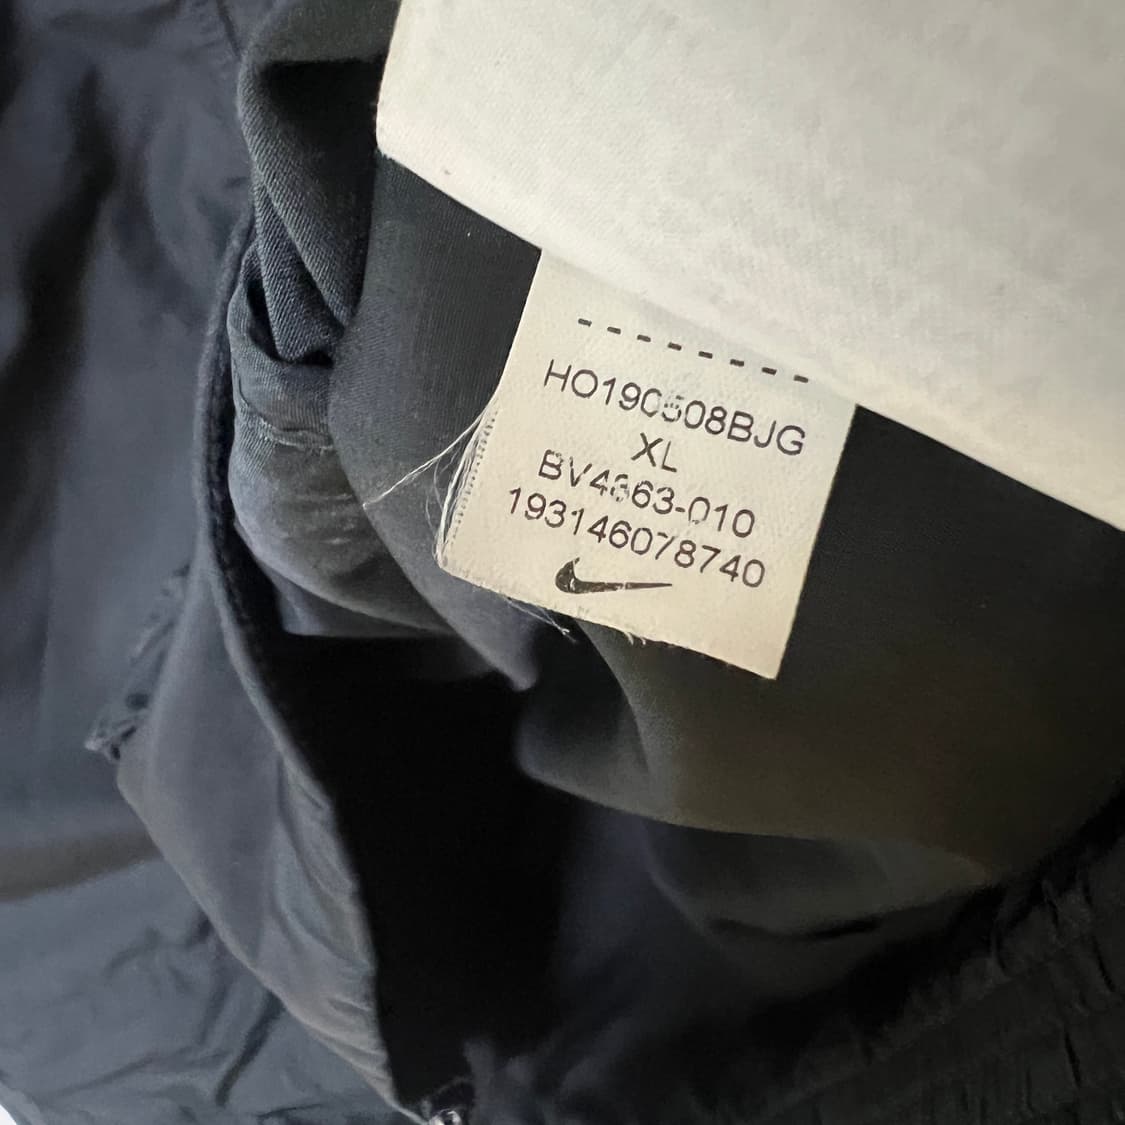 --------
HO190508BJG
XL
BV4863-010
193146078740